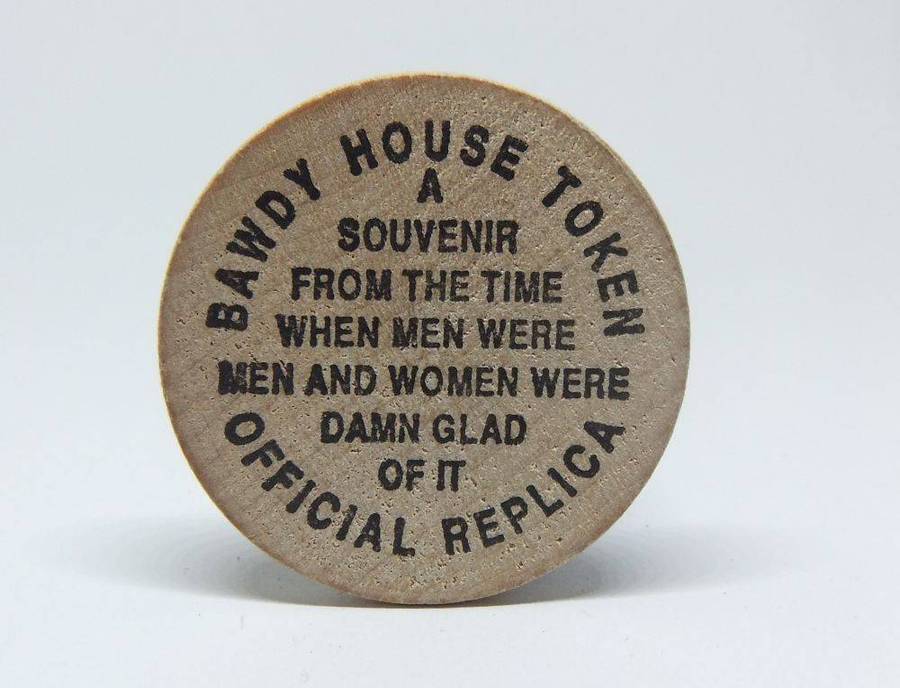 BAWDY HOUSE TOKEN
A
SOUVENIR
FROM THE TIME
WHEN MEN WERE
MEN AND WOMEN WERE
DAMN GLAD
OF IT
OFFICIAL REPLICA